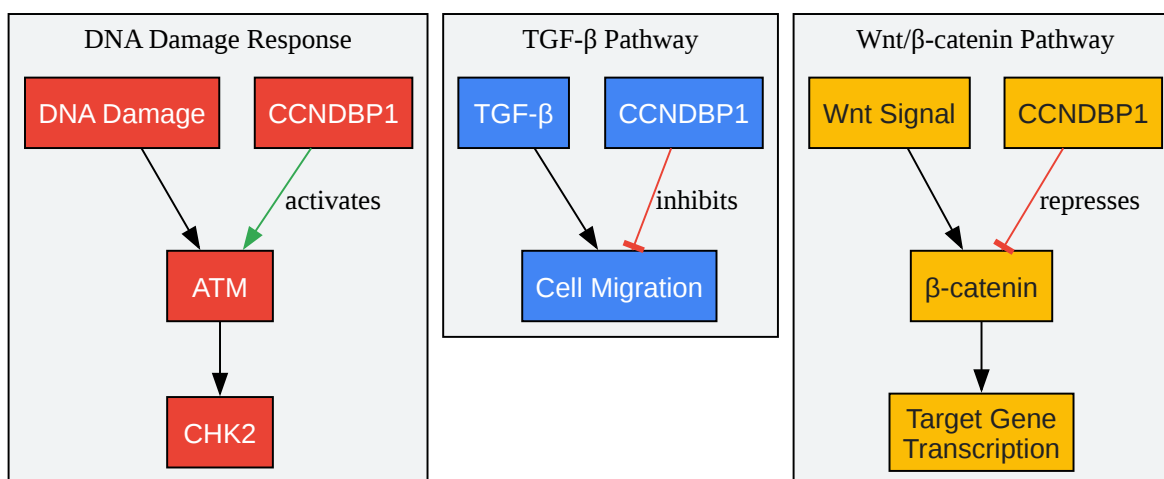 DNA Damage Response
DNA Damage
CCNDBP1
activates
ATM
CHK2
TGF-β Pathway
TGF-β
CCNDBP1
inhibits
Cell Migration
Wnt/β-catenin Pathway
Wnt Signal
CCNDBP1
represses
β-catenin
Target Gene
Transcription